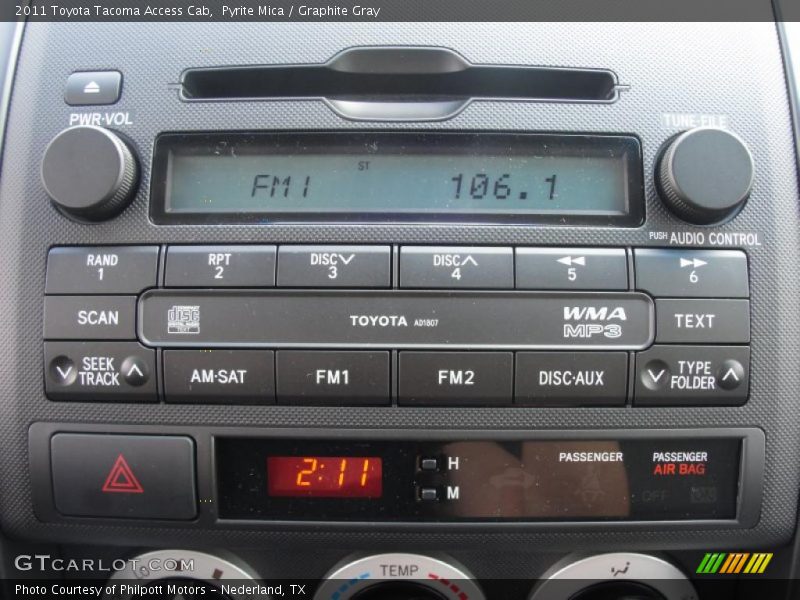 2011 Toyota Tacoma Access Cab, Pyrite Mica / Graphite Gray
PWR·VOL
TUNE·FILE
ST
FM1 106.1
PUSH AUDIO CONTROL
RAND 1
RPT 2
DISC 3
DISC 4
5
6
SCAN
disc
TEXT
TOYOTA AD1807
WMA
MP3
TEXT
SEEK
TRACK
AM·SAT
FM1
FM2
DISC·AUX
TYPE
FOLDER
2:11
H
M
PASSENGER
PASSENGER
AIR BAG
OFF
TEMP
GTCARLOT.COM
Photo Courtesy of Philpott Motors - Nederland, TX